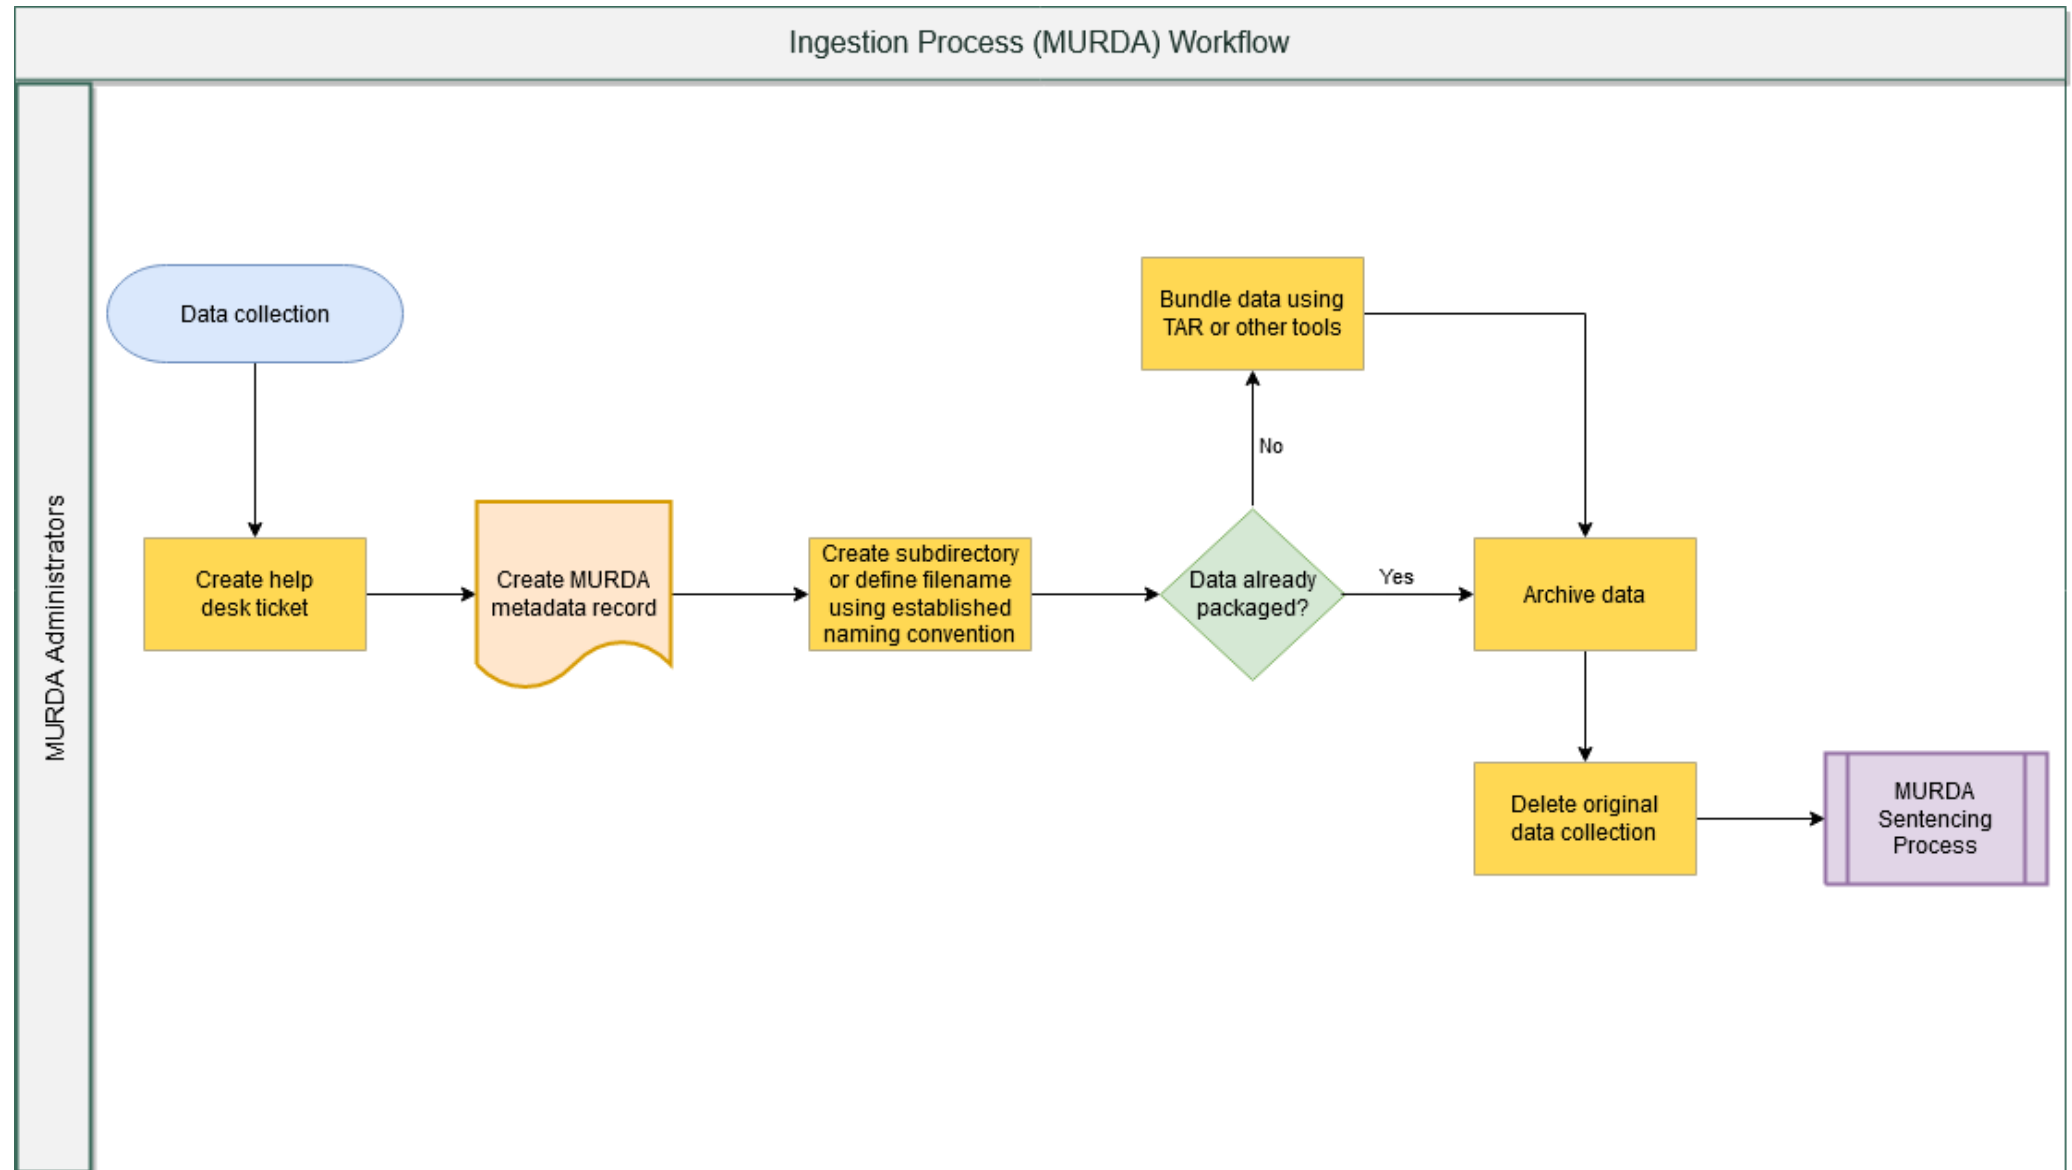 Ingestion Process (MURDA) Workflow
MURDA Administrators
Data collection
Create help
desk ticket
Create MURDA
metadata record
Create subdirectory
or define filename
using established
naming convention
Data already
packaged?
No
Bundle data using
TAR or other tools
Yes
Archive data
Delete original
data collection
MURDA
Sentencing
Process